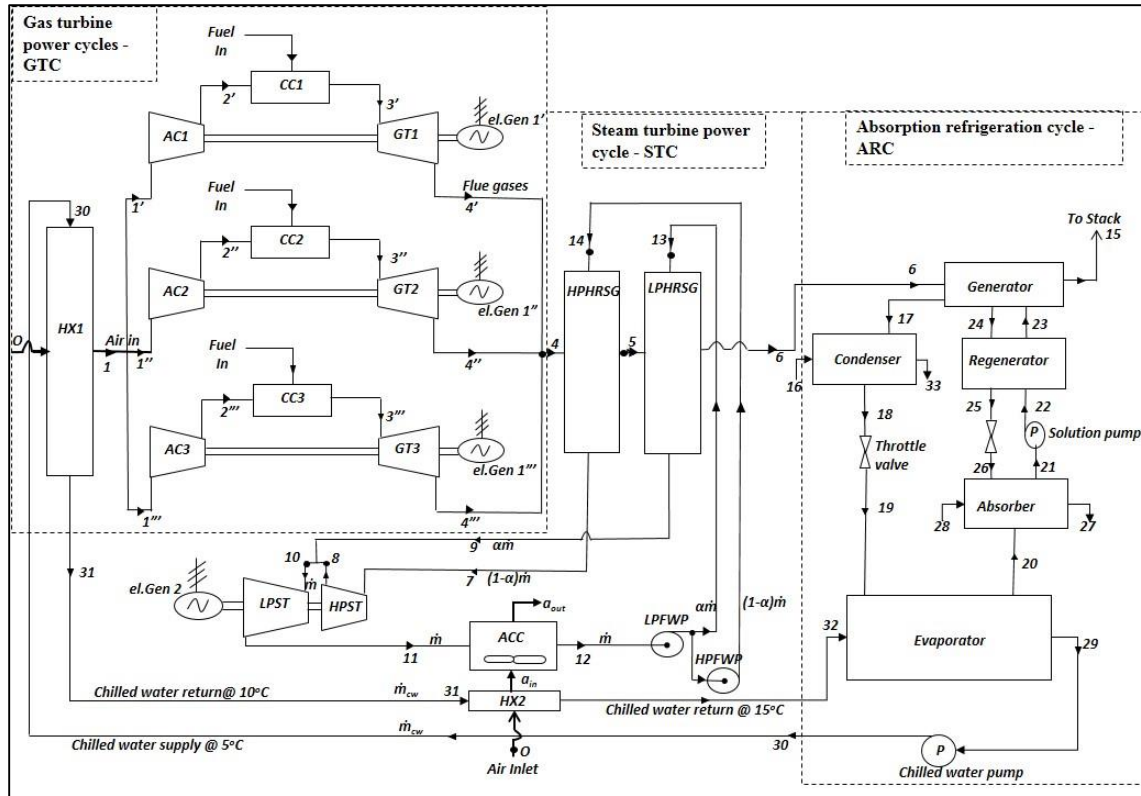 Gas turbine
power cycles -
GTC
Fuel
In
CC1
2'
3'
AC1
GT1
el.Gen 1'
Flue gases
1'
4'
Steam turbine power
cycle - STC
Absorption refrigeration cycle -
ARC
30
Fuel
In
CC2
2''
3''
AC2
GT2
el.Gen 1''
O
HX1
Air in
1
1''
4''
4
14
13
HPHRSG
LPHRSG
5
6
6
To Stack
15
Generator
17
24
23
Condenser
16
33
Regenerator
18
25
22
Throttle
valve
P
Solution pump
26
21
19
Absorber
28
27
20
Fuel
In
CC3
2'''
3'''
AC3
GT3
el.Gen 1'''
1'''
4'''
31
9
αṁ
10
8
ṁ
7
(1-α)ṁ
el.Gen 2
LPST
HPST
a out
ACC
11
ṁ
12
ṁ
LPFWP
αṁ
(1-α)ṁ
HPFWP
a in
32
Evaporator
29
Chilled water return@ 10°C
ṁcw
31
HX2
Chilled water return @ 15°C
Chilled water supply @ 5°C
ṁcw
O
Air Inlet
30
P
Chilled water pump